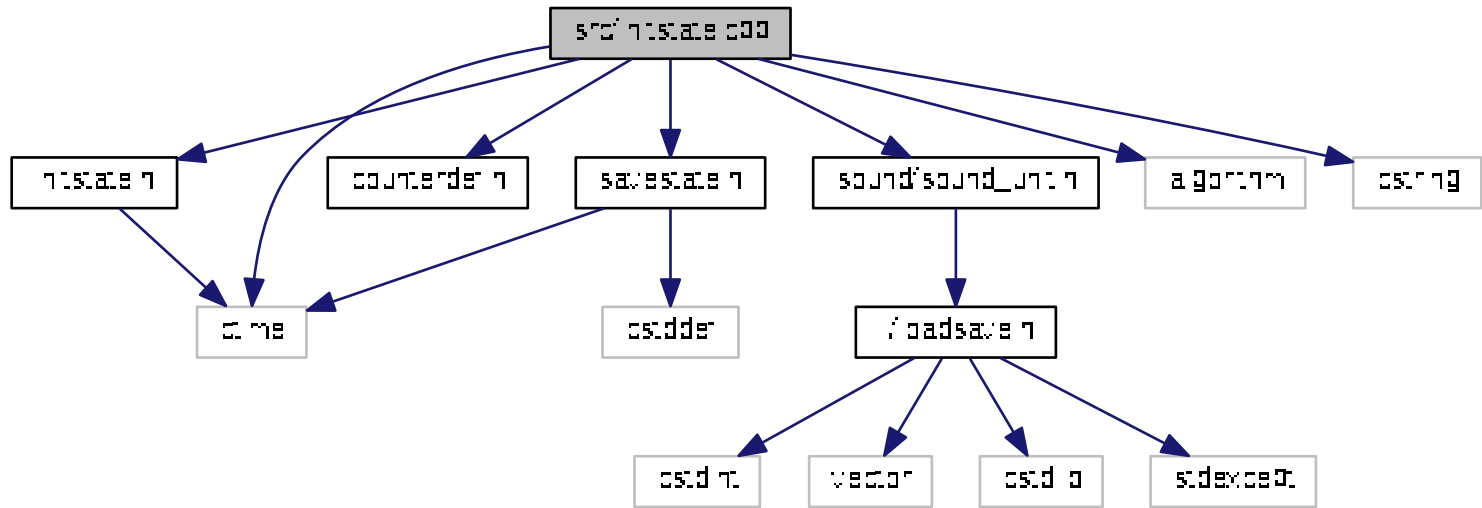 src/initstate.cpp
initstate.h
counterdef.h
savestate.h
sound/sound_unit.h
algorithm
cstring
ctime
cstddef
../loadsave.h
cstdint
vector
cstdio
stdexcept